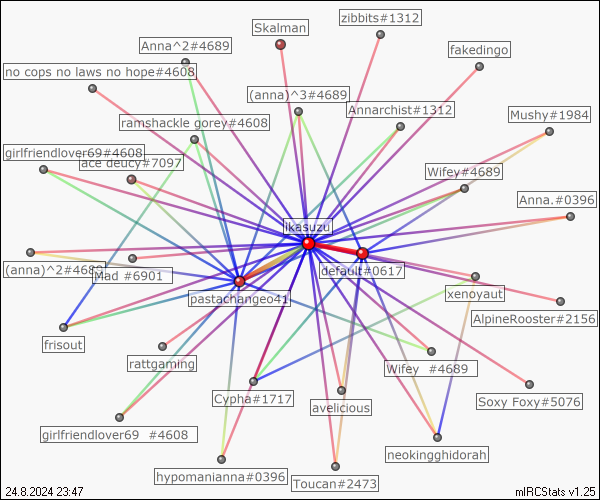 zibbits#1312
Skalman
Anna^2#4689
fakedingo
no cops no laws no hope#4608
(anna)^3#4689
Annarchist#1312
Mushy#1984
ramshackle gorey#4608
girlfriendlover69#4608
ace deucy#7097
Wifey#4689
Anna.#0396
ikasuzu
(anna)^2#4689
Mad #6901
default#0617
pastachangeo41
xenoyaut
AlpineRooster#2156
frisout
rattgaming
Wifey #4689
Cypha#1717
Soxy Foxy#5076
avelicious
girlfriendlover69 #4608
neokingghidorah
hypomanianna#0396
Toucan#2473
24.8.2024 23:47
mIRCStats v1.25